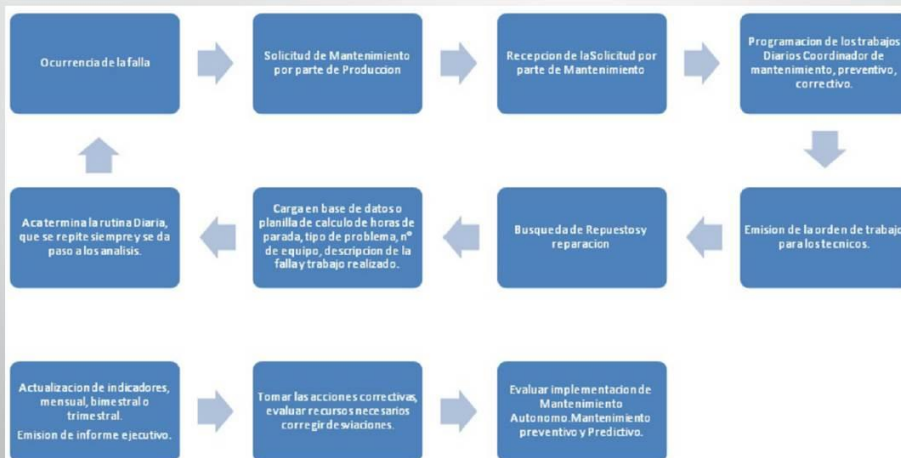 Ocurrencia de la falla
Solicitud de Mantenimiento
por parte de Produccion
Recepcion de la Solicitud por
parte de Mantenimiento
Programacion de los trabajos
Diarios Coordinador de
mantenimiento, preventivo,
correctivo.
Emision de la orden de trabajo
para los tecnicos.
Busqueda de Repuestos y
reparacion
Carga en base de datos o
planilla de calculo de horas de
parada, tipo de problema, nº
de equipo, descripcion de la
falla y trabajo realizado.
Aca termina la rutina Diaria,
que se repite siempre y se da
paso a los analisis.
Actualizacion de indicadores,
mensual, bimestral o
trimestral.
Emision de informe ejecutivo.
Tomar las acciones correctivas,
evaluar recursos necesarios
corregir desviaciones.
Evaluar implementacion de
Mantenimiento
Autonomo.Mantenimiento
preventivo y Predictivo.